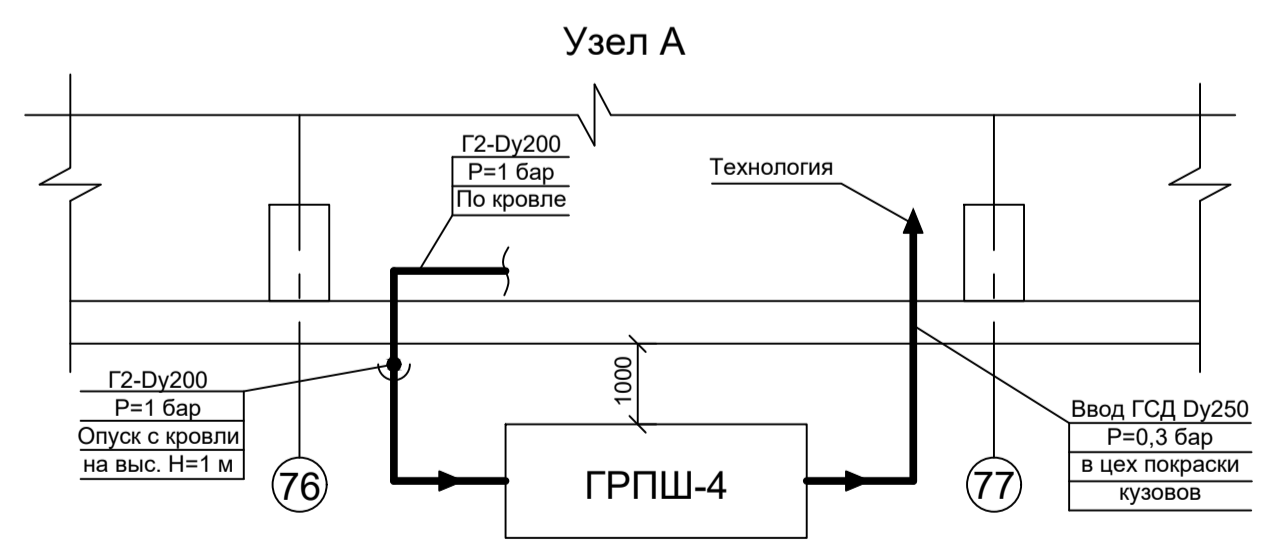 Узел А
Г2-Dy200
P=1 бар
По кровле
Технология
Г2-Dy200
P=1 бар
Опуск с кровли
на выс. H=1 м
1000
Ввод ГСД Dy250
P=0,3 бар
в цех покраски
кузовов
76
ГРПШ-4
77